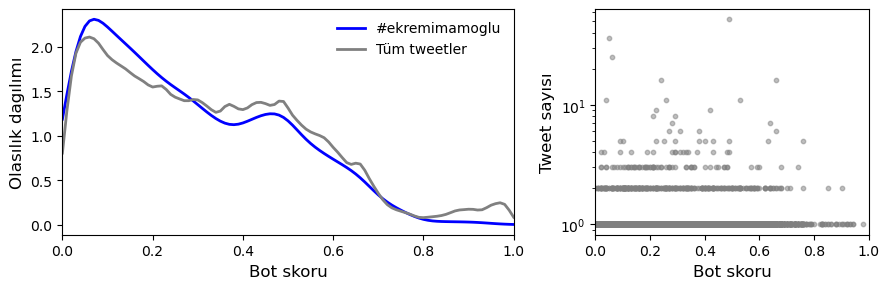 #ekremimamoglu
Tüm tweetler
Olasılık dagılımı
2.0
1.5
1.0
0.5
0.0
0.0 0.2 0.4 0.6 0.8 1.0
Bot skoru
Tweet sayısı
10¹
10⁰
0.0 0.2 0.4 0.6 0.8 1.0
Bot skoru